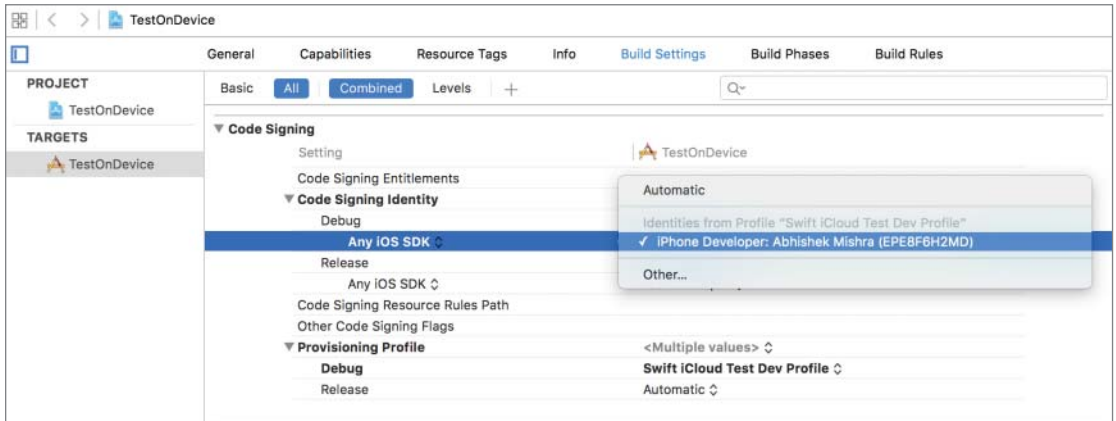 TestOnDevice
General Capabilities Resource Tags Info Build Settings Build Phases Build Rules
PROJECT
TestOnDevice
TARGETS
TestOnDevice
Basic All Combined Levels +
Code Signing
Setting TestOnDevice
Code Signing Entitlements
Code Signing Identity
Debug
Any iOS SDK
Release
Any iOS SDK
Code Signing Resource Rules Path
Other Code Signing Flags
Provisioning Profile <Multiple values>
Debug Swift iCloud Test Dev Profile
Release Automatic
Automatic
Identities from Profile "Swift iCloud Test Dev Profile"
✓ iPhone Developer: Abhishek Mishra (EPE8F6H2MD)
Other...